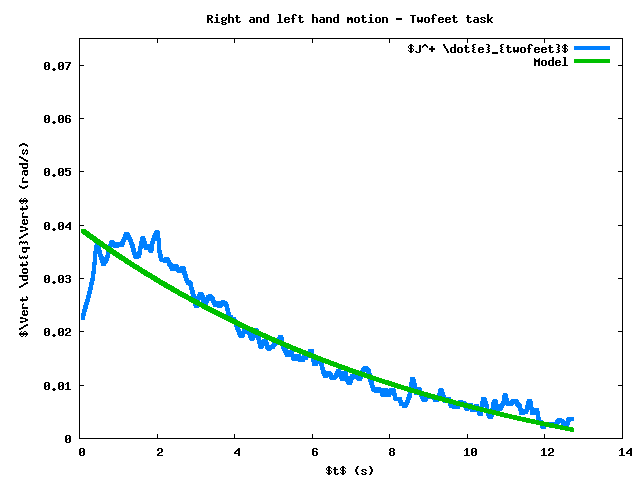 Right and left hand motion - Twofeet task
$J^+ \dot{e}_{twofeet}$
Model
0.07
0.06
0.05
0.04
0.03
0.02
0.01
0
$\Vert \dot{q}\Vert$ (rad/s)
0 2 4 6 8 10 12 14
$t$ (s)